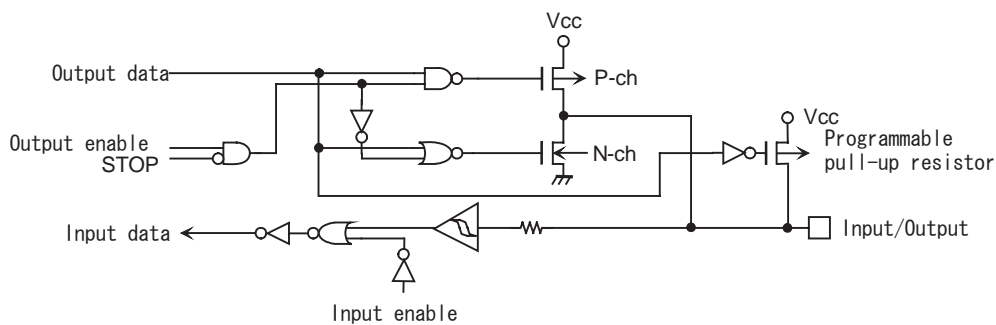 Vcc
Output data
P-ch
Vcc
Output enable
STOP
N-ch
Programmable
pull-up resistor
Input data
Input/Output
Input enable